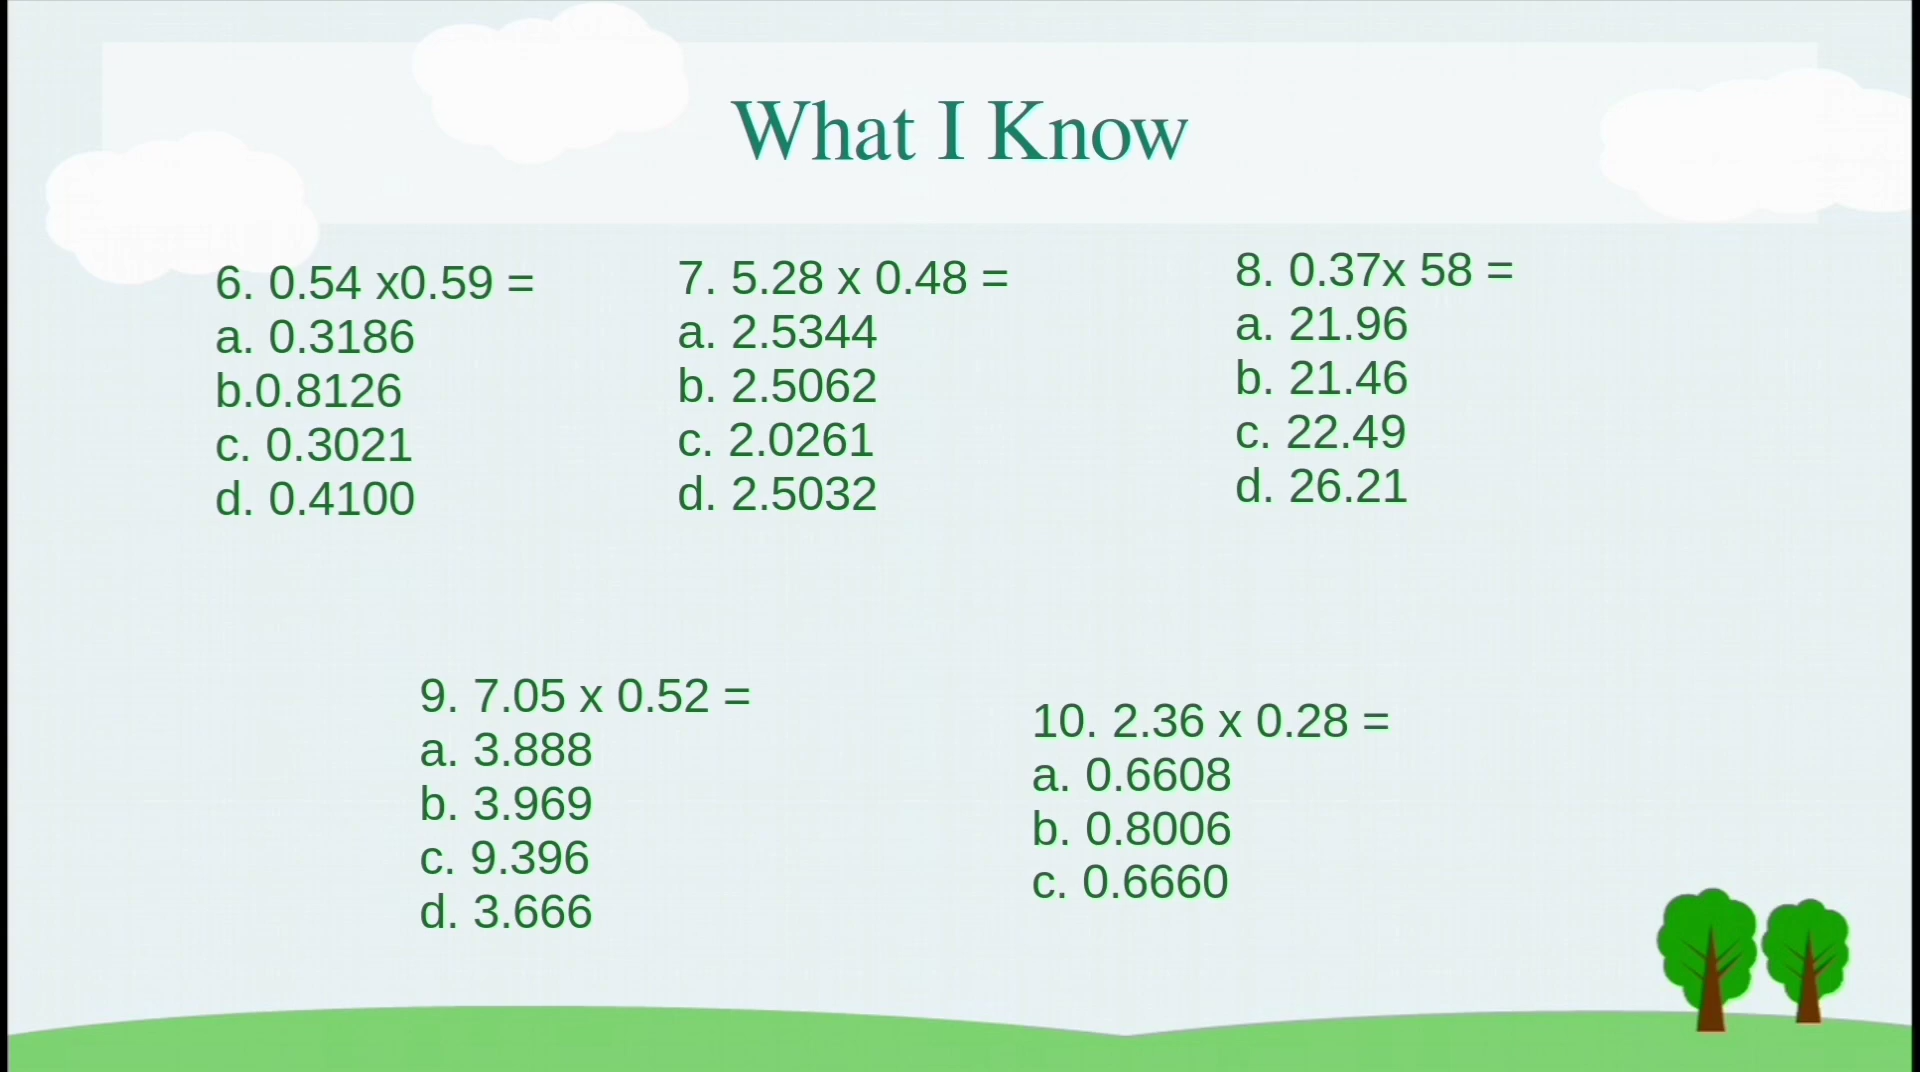 What I Know
6. 0.54 x0.59 =
a. 0.3186
b.0.8126
c. 0.3021
d. 0.4100
7. 5.28 x 0.48 =
a. 2.5344
b. 2.5062
c. 2.0261
d. 2.5032
8. 0.37x 58 =
a. 21.96
b. 21.46
c. 22.49
d. 26.21
9. 7.05 x 0.52 =
a. 3.888
b. 3.969
c. 9.396
d. 3.666
10. 2.36 x 0.28 =
a. 0.6608
b. 0.8006
c. 0.6660